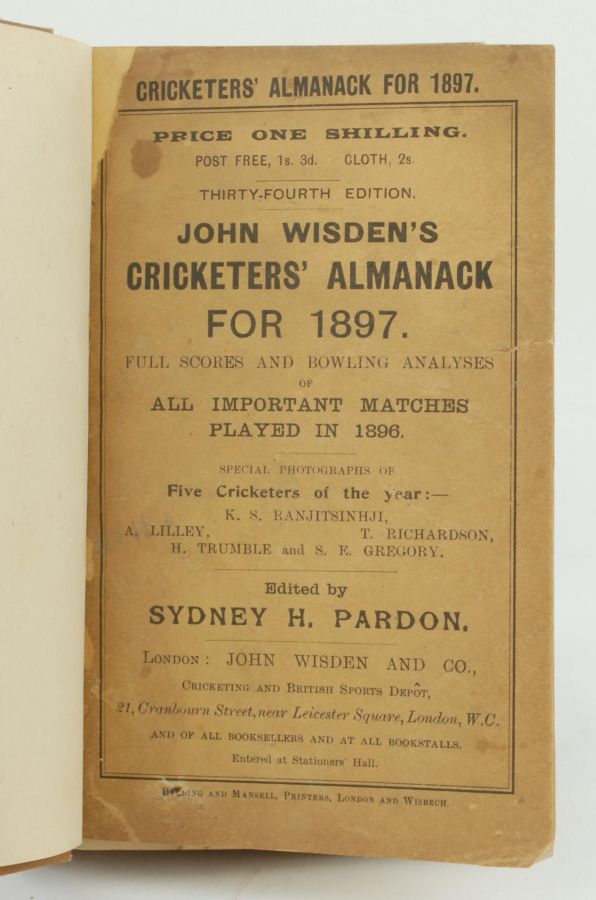 CRICKETERS' ALMANACK FOR 1897.
PRICE ONE SHILLING.
POST FREE, 1s. 3d. CLOTH, 2s.
THIRTY-FOURTH EDITION.
JOHN WISDEN'S
CRICKETERS' ALMANACK
FOR 1897.
FULL SCORES AND BOWLING ANALYSES
OF
ALL IMPORTANT MATCHES
PLAYED IN 1896.
SPECIAL PHOTOGRAPHS OF
Five Cricketers of the year:—
K. S. RANJITSINHJI,
A. LILLEY, T. RICHARDSON,
H. TRUMBLE and S. E. GREGORY.
Edited by
SYDNEY H. PARDON.
LONDON: JOHN WISDEN AND CO.,
CRICKETING AND BRITISH SPORTS DEPÔT,
21, Cranbourn Street, near Leicester Square, London, W.C.
AND OF ALL BOOKSELLERS AND AT ALL BOOKSTALLS.
Entered at Stationers' Hall.
BALDING AND MANSELL, PRINTERS, LONDON AND WISBECH.